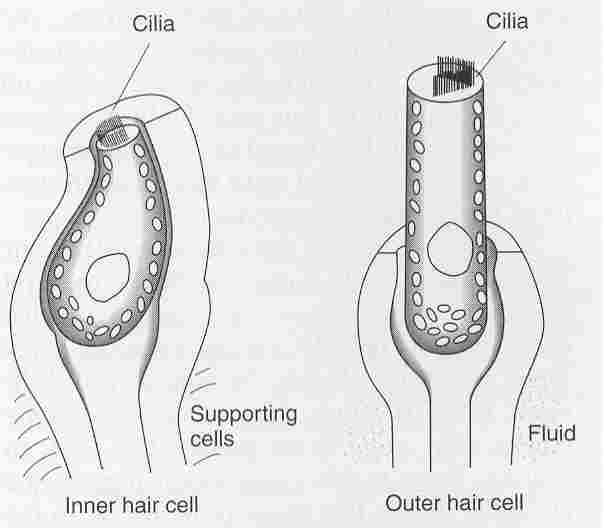 Cilia
Cilia
Supporting
cells
Fluid
Inner hair cell
Outer hair cell